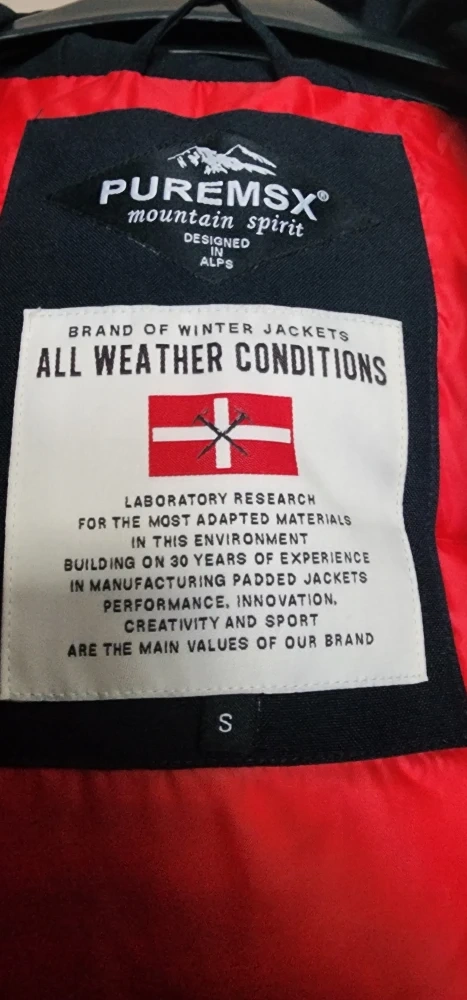 PUREMSX®
mountain spirit
DESIGNED
IN
ALPS
BRAND OF WINTER JACKETS
ALL WEATHER CONDITIONS
LABORATORY RESEARCH
FOR THE MOST ADAPTED MATERIALS
IN THIS ENVIRONMENT
BUILDING ON 30 YEARS OF EXPERIENCE
IN MANUFACTURING PADDED JACKETS
PERFORMANCE, INNOVATION,
CREATIVITY AND SPORT
ARE THE MAIN VALUES OF OUR BRAND
S